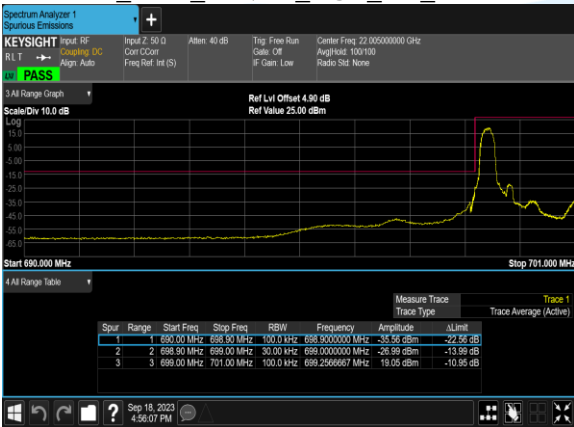 Spectrum Analyzer 1
Spurious Emissions
KEYSIGHT Input: RF
RLT Coupling: DC
Align: Auto
Input Z: 50 Ω
Corr CCorr
Freq Ref: Int (S)
Atten: 40 dB
Trig: Free Run
Gate: Off
IF Gain: Low
Center Freq: 22.005000000 GHz
Avg|Hold: 100/100
Radio Std: None
PASS
3 All Range Graph
Scale/Div 10.0 dB
Ref Lvl Offset 4.90 dB
Ref Value 25.00 dBm
Log
15.0
5.00
-5.00
-15.0
-25.0
-35.0
-45.0
-55.0
-65.0
Start 690.000 MHz
Stop 701.000 MHz
4 All Range Table
Measure Trace Trace 1
Trace Type Trace Average (Active)
Spur Range Start Freq Stop Freq RBW Frequency Amplitude ΔLimit
1 1 690.00 MHz 698.90 MHz 100.0 kHz 698.9000000 MHz -35.56 dBm -22.56 dB
2 2 698.90 MHz 699.00 MHz 30.00 kHz 699.0000000 MHz -26.99 dBm -13.99 dB
3 3 699.00 MHz 701.00 MHz 100.0 kHz 699.2566667 MHz 19.05 dBm -10.95 dB
Sep 18, 2023
4:56:07 PM